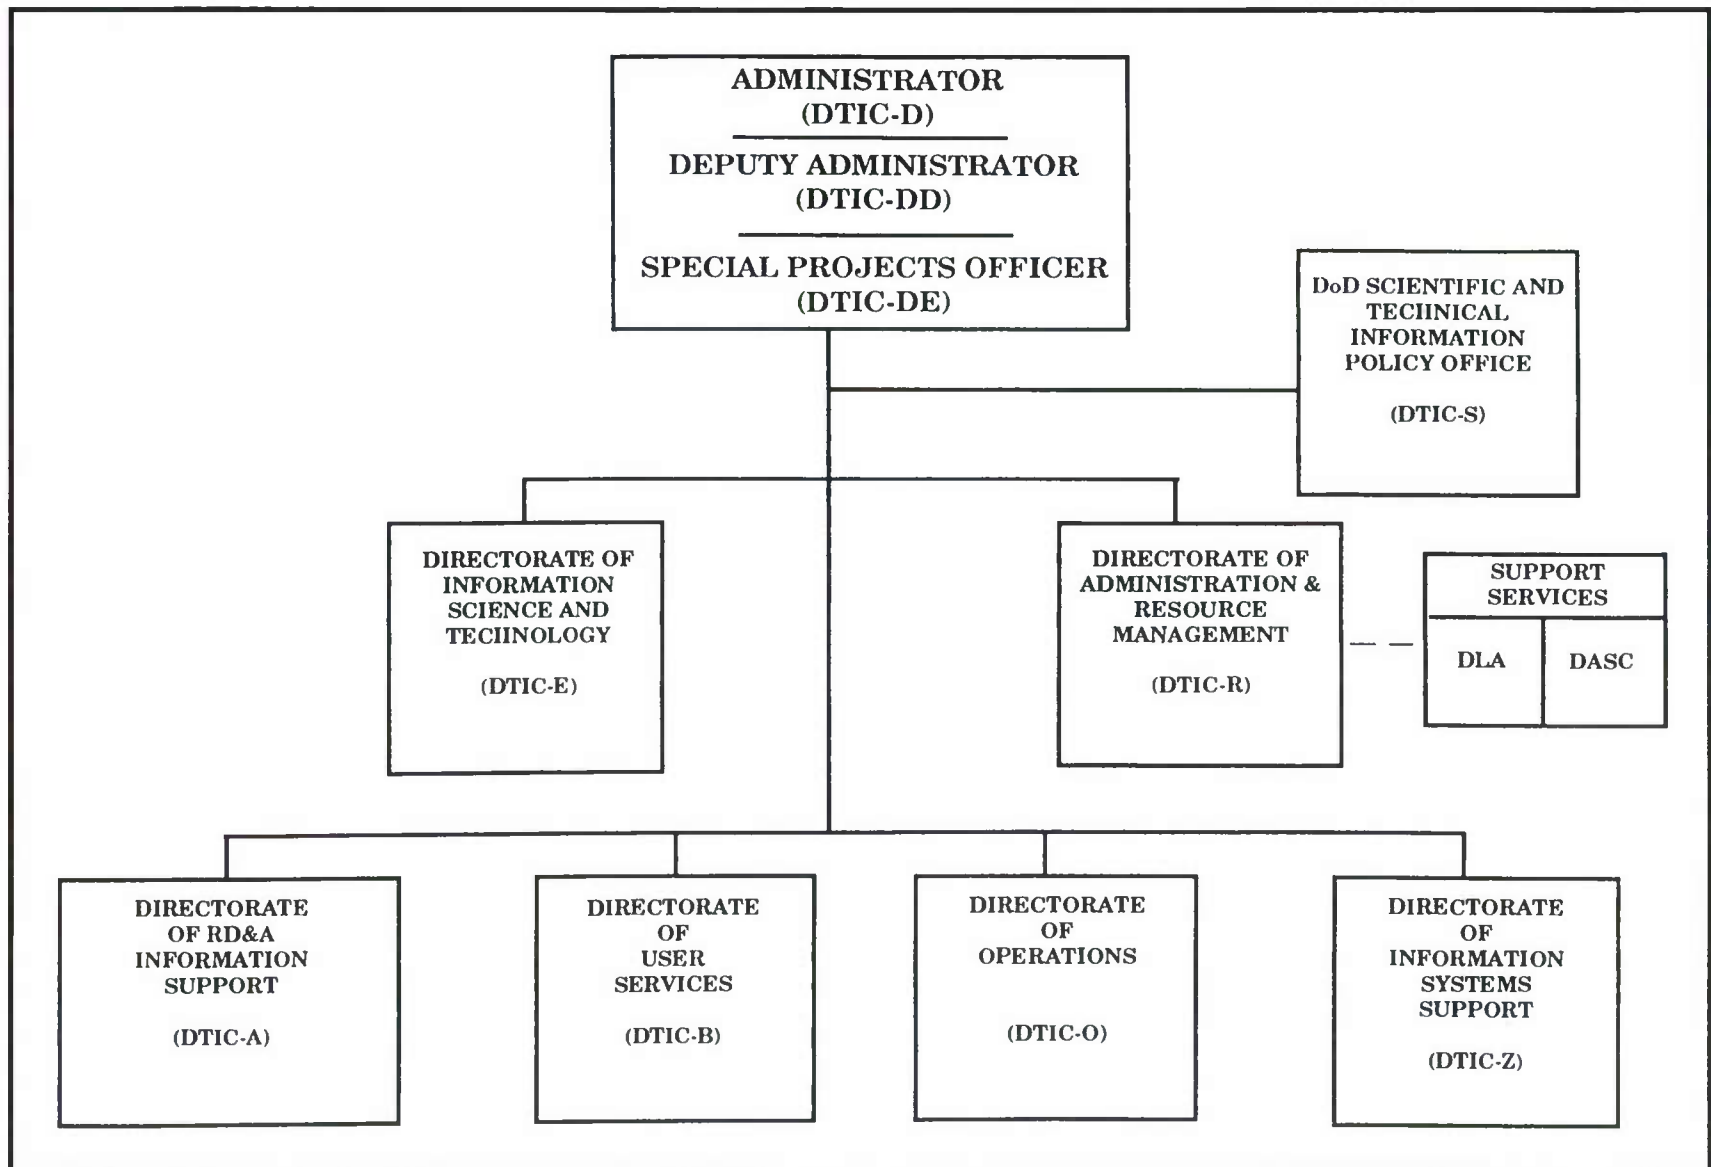 ADMINISTRATOR
(DTIC-D)
DEPUTY ADMINISTRATOR
(DTIC-DD)
SPECIAL PROJECTS OFFICER
(DTIC-DE)
DoD SCIENTIFIC AND
TECHNICAL
INFORMATION
POLICY OFFICE
(DTIC-S)
DIRECTORATE OF
INFORMATION
SCIENCE AND
TECHNOLOGY
(DTIC-E)
DIRECTORATE OF
ADMINISTRATION &
RESOURCE
MANAGEMENT
(DTIC-R)
SUPPORT
SERVICES
DLA
DASC
DIRECTORATE
OF RD&A
INFORMATION
SUPPORT
(DTIC-A)
DIRECTORATE
OF
USER
SERVICES
(DTIC-B)
DIRECTORATE
OF
OPERATIONS
(DTIC-O)
DIRECTORATE
OF
INFORMATION
SYSTEMS
SUPPORT
(DTIC-Z)